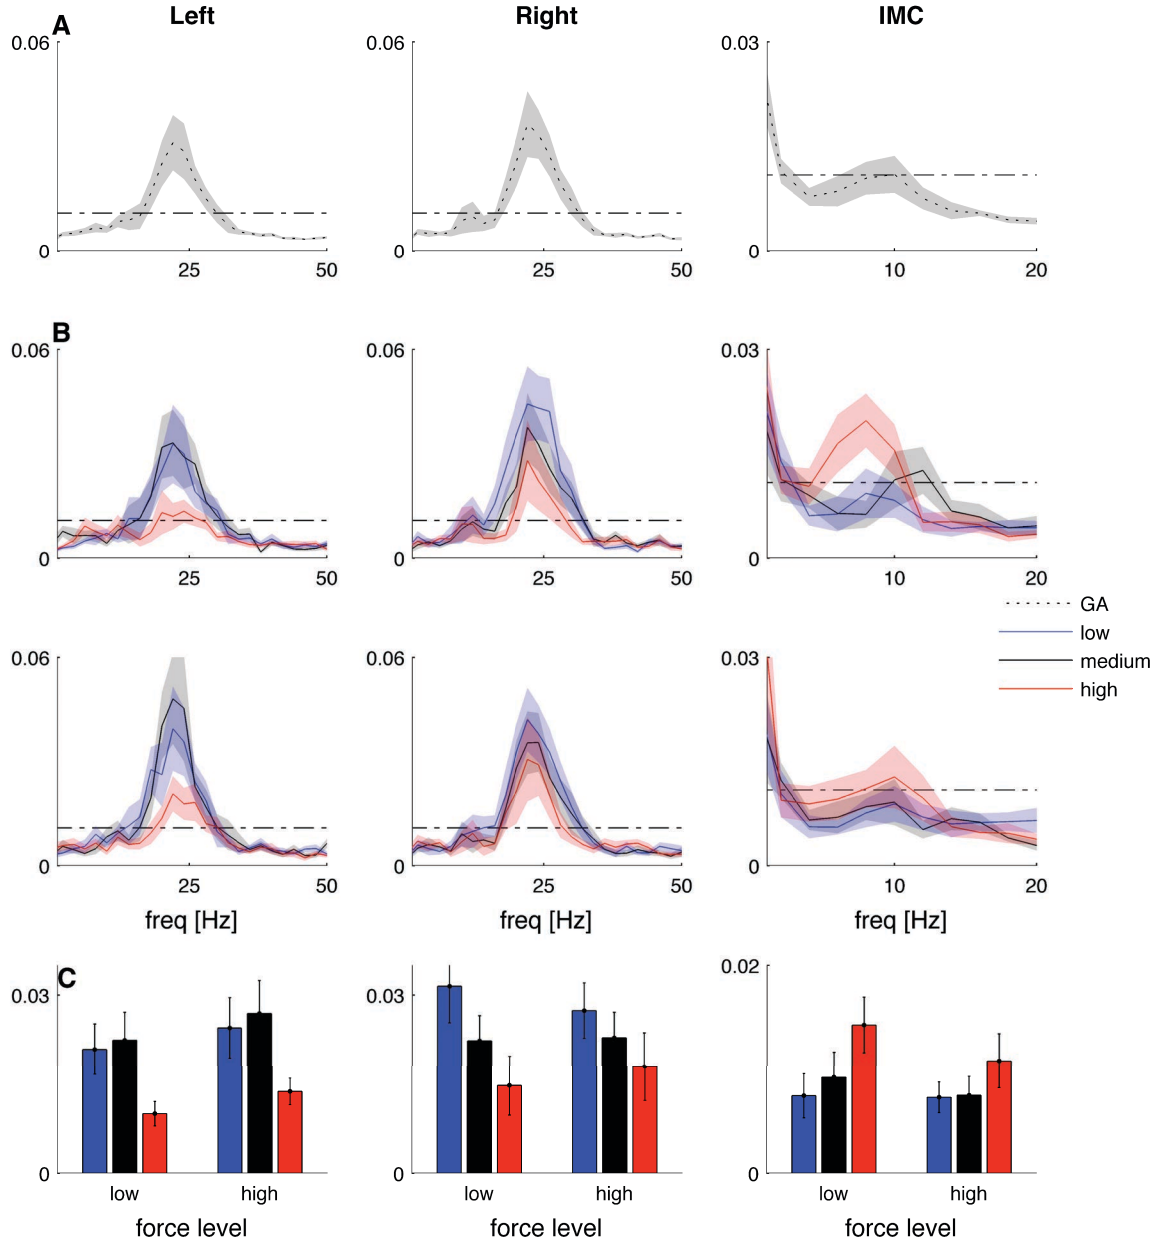 Left Right IMC
A
0.06 0.06 0.03
0 0 0
25 50 25 50 10 20
B
0.06 0.06 0.03
0 0 0
25 50 25 50 10 20
GA
low
medium
high
0.06 0.06 0.03
0 0 0
25 50 25 50 10 20
freq [Hz] freq [Hz]
C
0.03 0.03 0.02
0 0 0
low high low high low high
force level force level force level